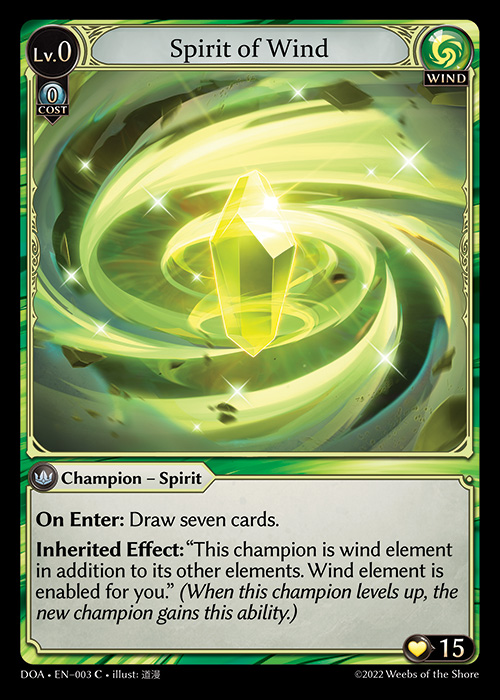 Lv.0
Spirit of Wind
WIND
0
COST
Champion – Spirit
On Enter: Draw seven cards.
Inherited Effect: “This champion is wind element
in addition to its other elements. Wind element is
enabled for you.” (When this champion levels up, the
new champion gains this ability.)
15
DOA • EN–003 C • illust: 道漫
©2022 Weebs of the Shore